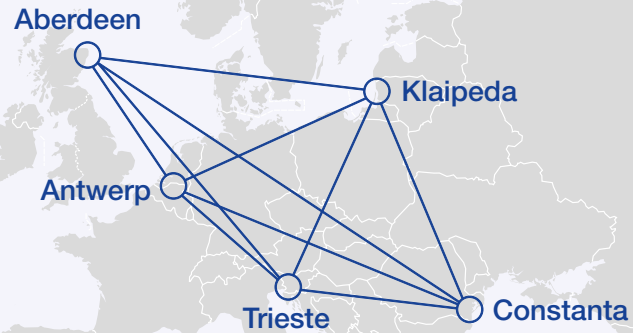 Aberdeen
Klaipeda
Antwerp
Trieste
Constanta